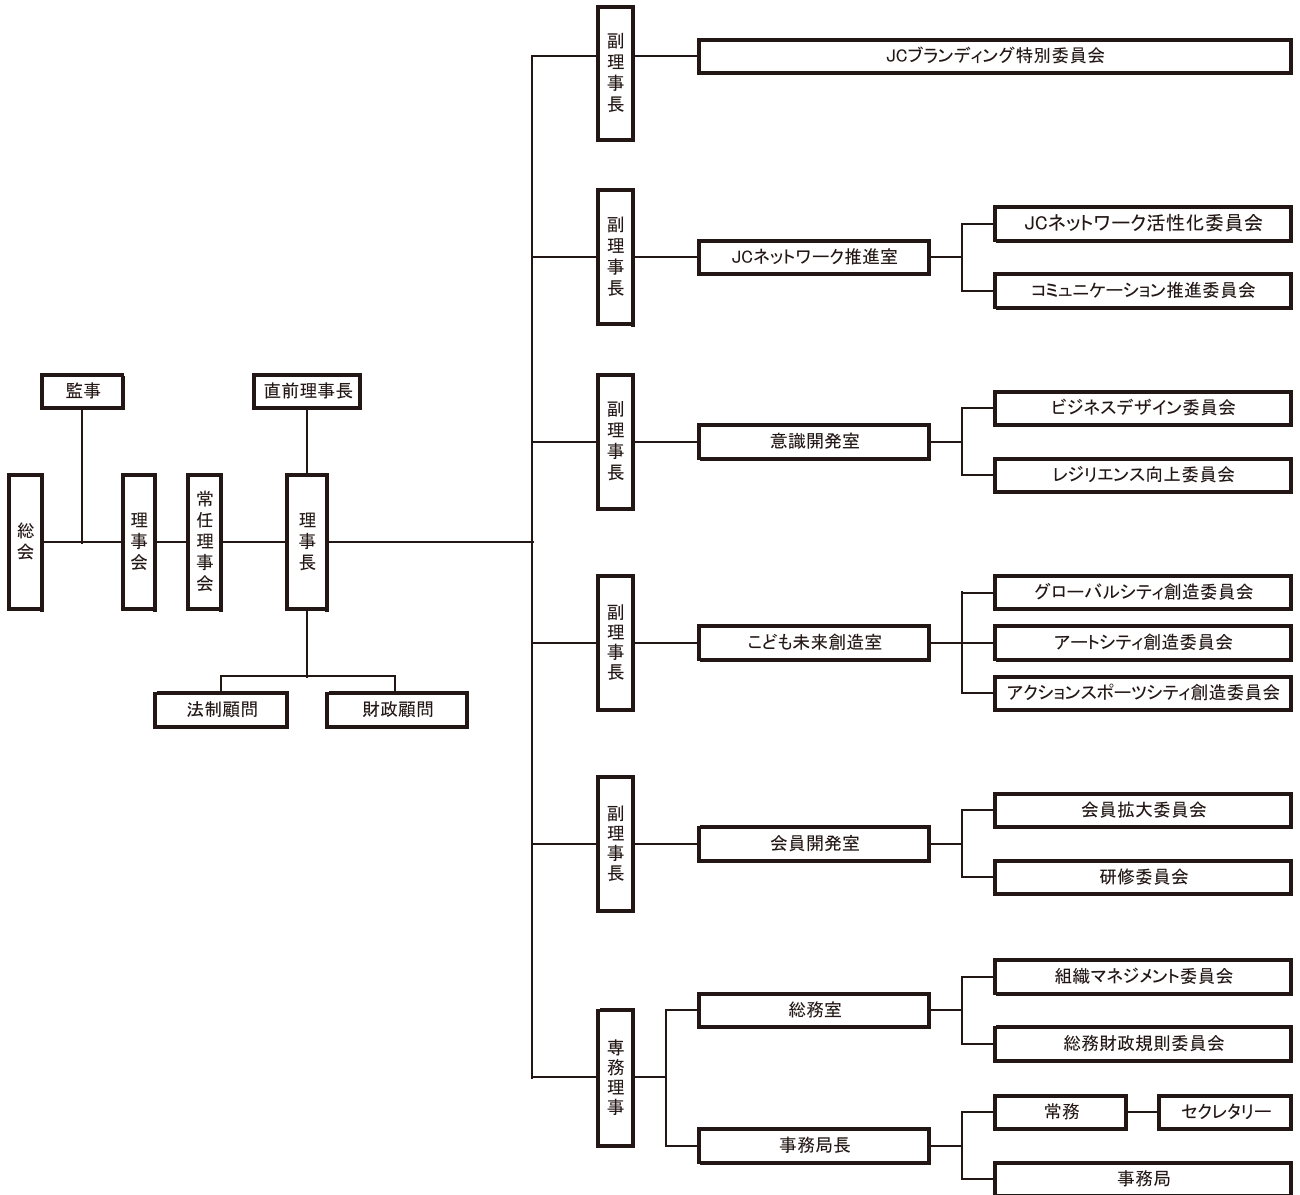 総会
監事
理事会
常任理事会
直前理事長
理事長
法制顧問
財政顧問
副理事長
JCブランディング特別委員会
副理事長
JCネットワーク推進室
JCネットワーク活性化委員会
コミュニケーション推進委員会
副理事長
意識開発室
ビジネスデザイン委員会
レジリエンス向上委員会
副理事長
こども未来創造室
グローバルシティ創造委員会
アートシティ創造委員会
アクションスポーツシティ創造委員会
副理事長
会員開発室
会員拡大委員会
研修委員会
専務理事
総務室
組織マネジメント委員会
総務財政規則委員会
事務局長
常務
セクレタリー
事務局